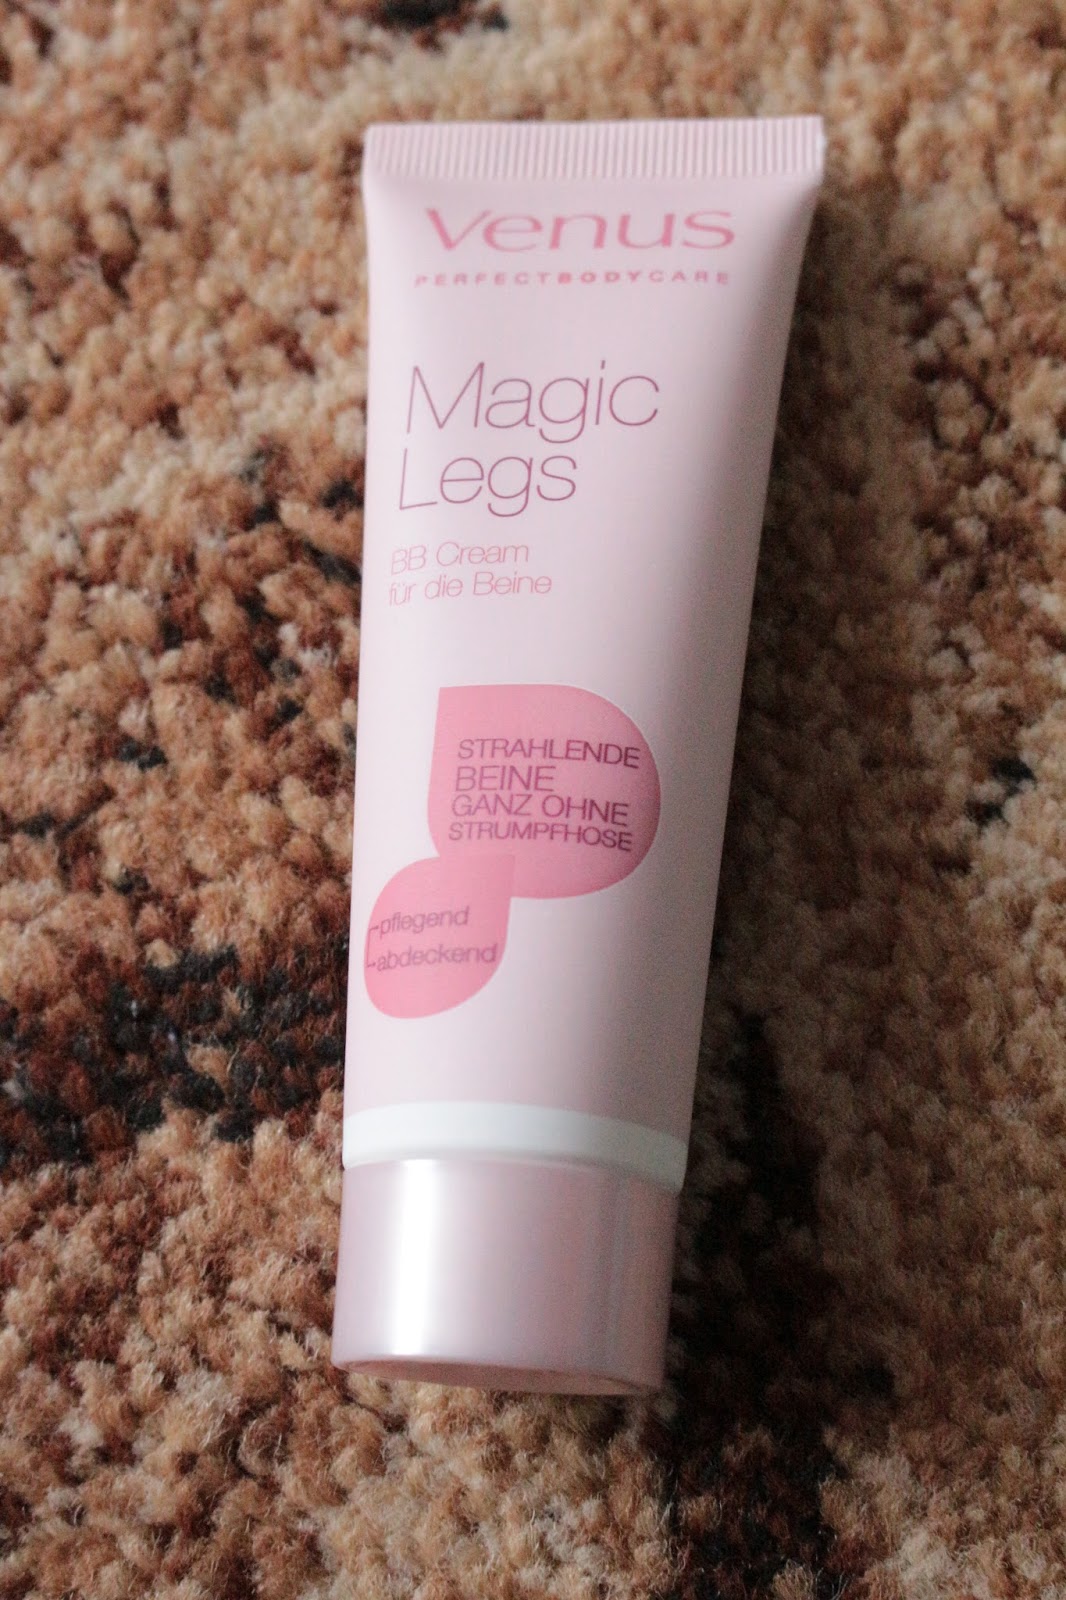 Venus
PERFECTBODYCARE
Magic
Legs
BB Cream
für die Beine
STRAHLENDE
BEINE
GANZ OHNE
STRUMPFHOSE
pflegend
abdeckend